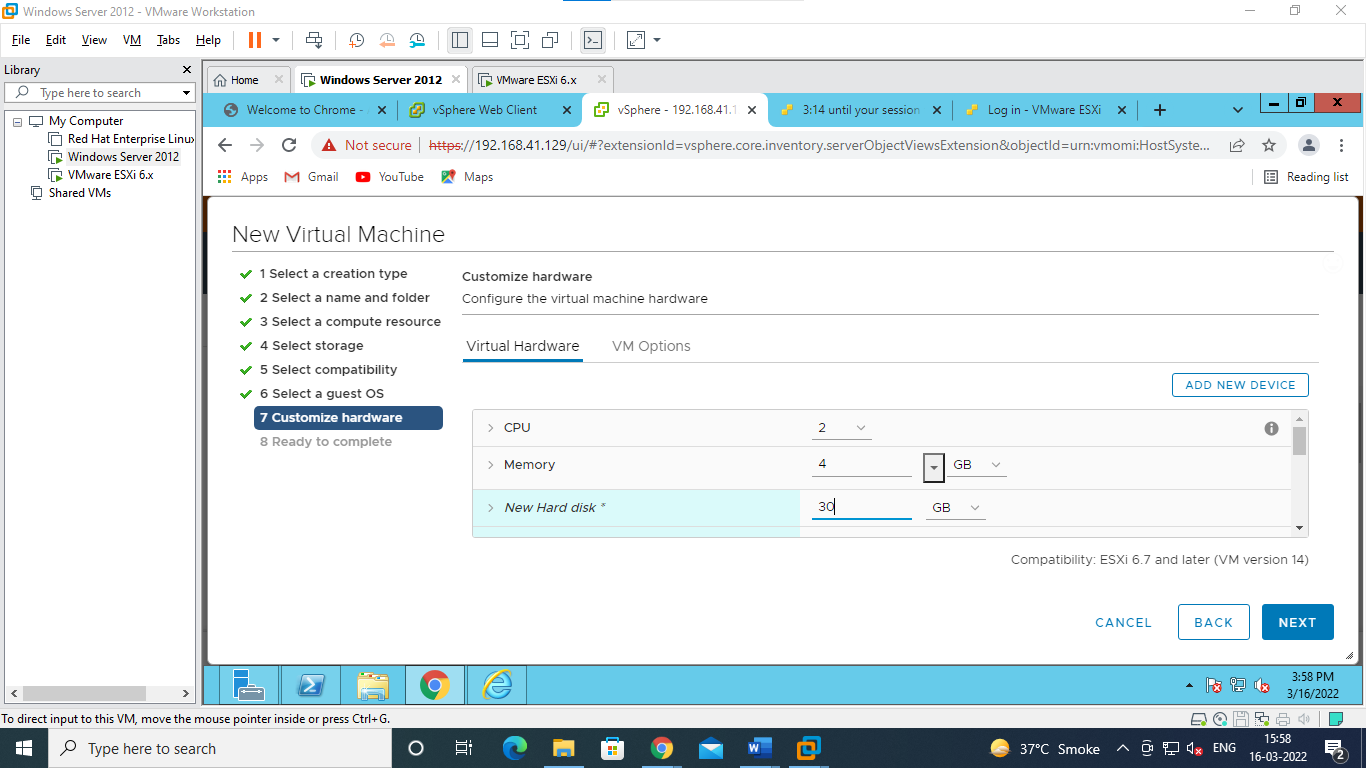 Windows Server 2012 - VMware Workstation
File Edit View VM Tabs Help
Library
Type here to search
My Computer
Red Hat Enterprise Linux
Windows Server 2012
VMware ESXi 6.x
Shared VMs
Home
Windows Server 2012
VMware ESXi 6.x
Welcome to Chrome -
vSphere Web Client
vSphere - 192.168.41.1
3:14 until your session
Log in - VMware ESXi
Not secure
https://192.168.41.129/ui/#?extensionId=vsphere.core.inventory.serverObjectViewsExtension&objectId=urn:vmomi:HostSyste...
Apps
Gmail
YouTube
Maps
Reading list
New Virtual Machine
1 Select a creation type
2 Select a name and folder
3 Select a compute resource
4 Select storage
5 Select compatibility
6 Select a guest OS
7 Customize hardware
8 Ready to complete
Customize hardware
Configure the virtual machine hardware
Virtual Hardware
VM Options
ADD NEW DEVICE
CPU 2
Memory 4 GB
New Hard disk * 30 GB
Compatibility: ESXi 6.7 and later (VM version 14)
CANCEL BACK NEXT
3:58 PM
3/16/2022
To direct input to this VM, move the mouse pointer inside or press Ctrl+G.
Type here to search
37°C Smoke
ENG
15:58
16-03-2022
2